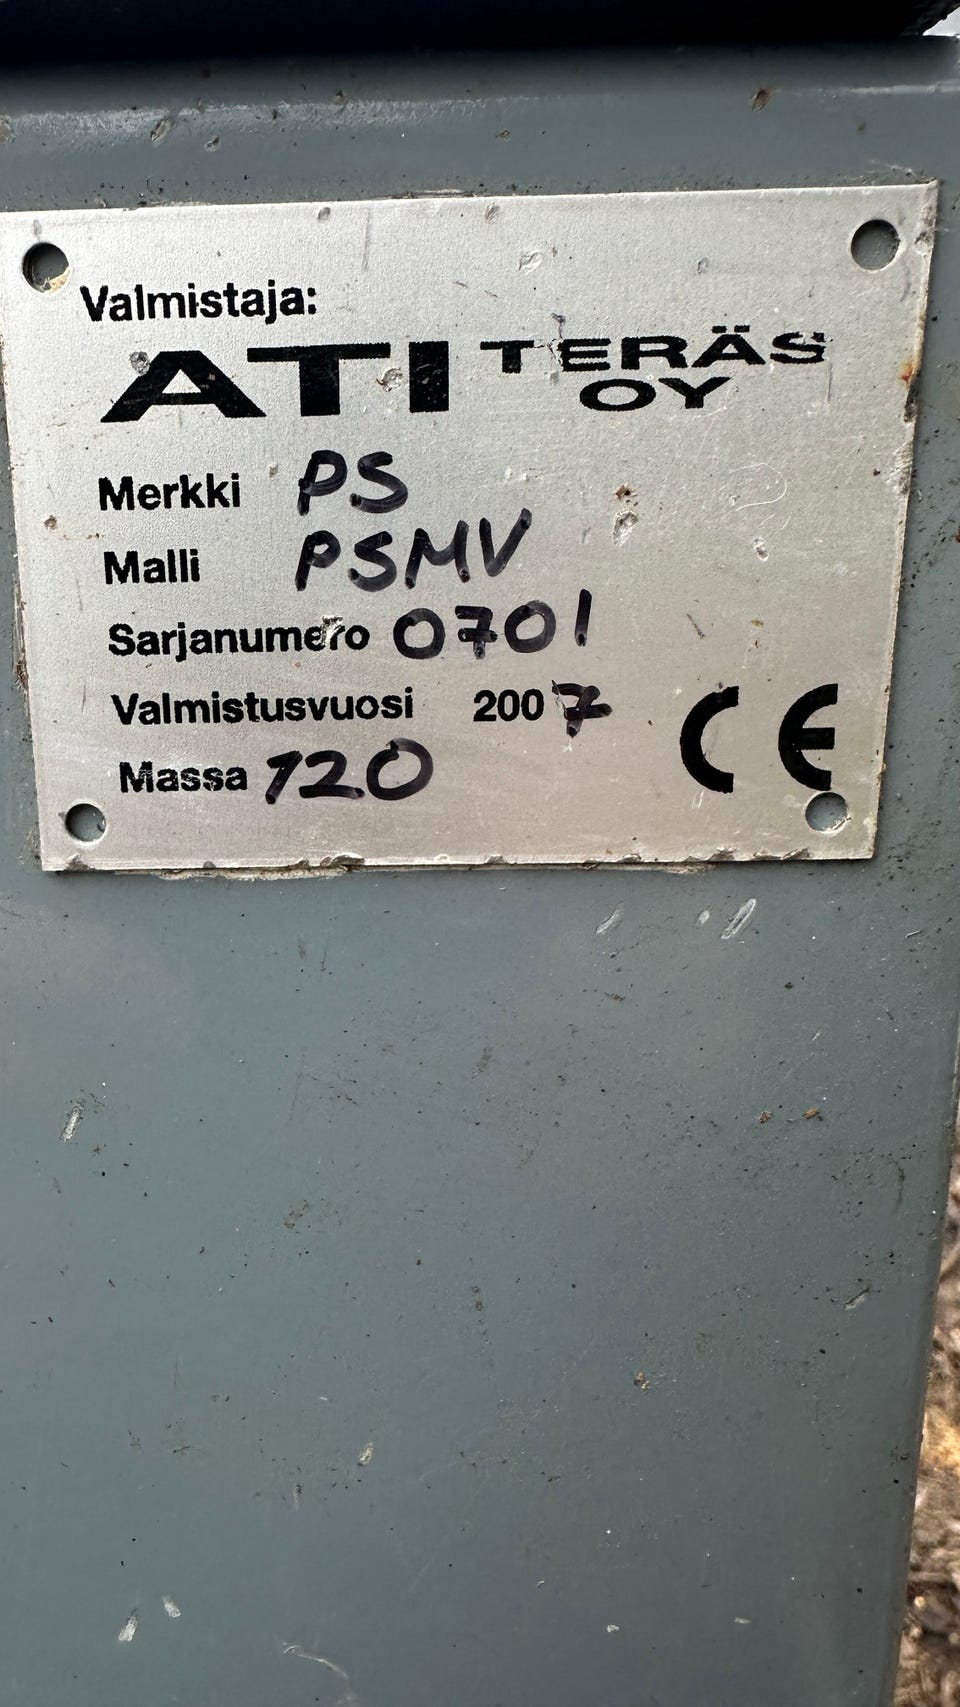 Valmistaja:
ATI TERÄS OY
Merkki PS
Malli PSMV
Sarjanumero 0701
Valmistusvuosi 2007
Massa 120
CE